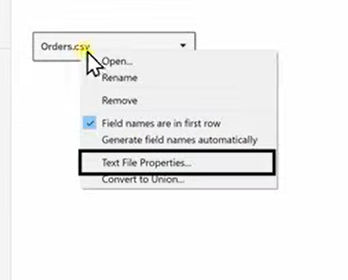 Orders.csv
Open...
Rename
Remove
Field names are in first row
Generate field names automatically
Text File Properties...
Convert to Union...